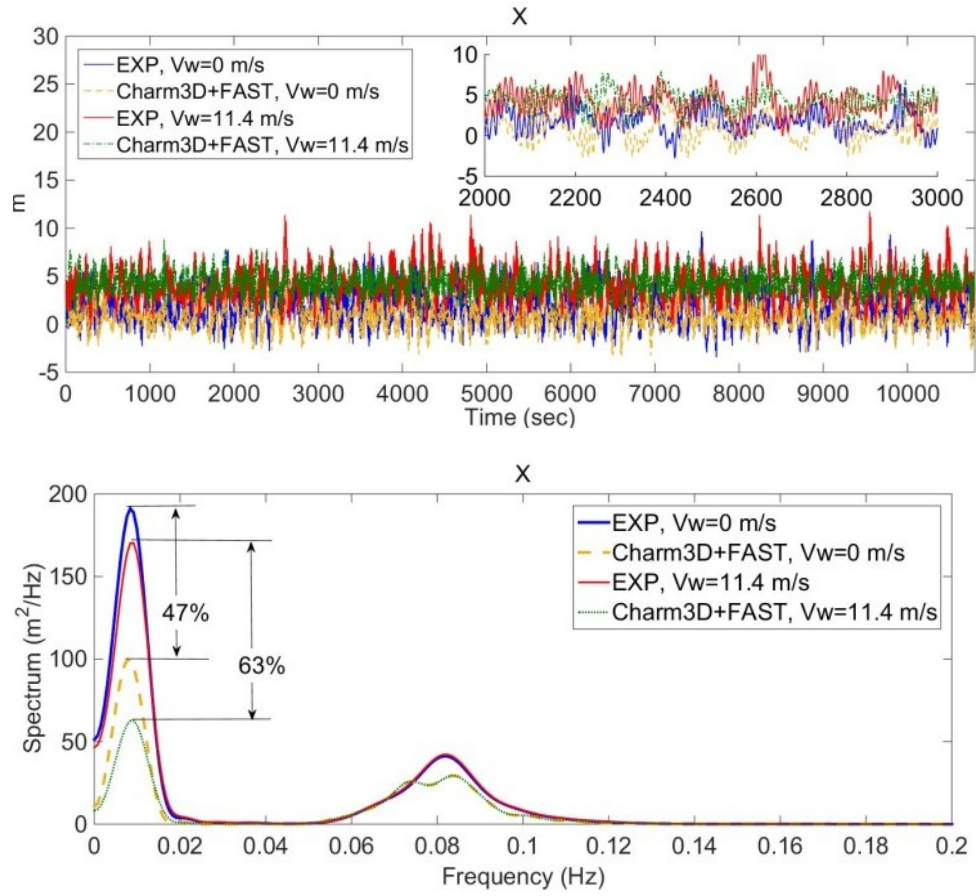 X
30
25
20
15
10
5
0
-5
m
EXP, Vw=0 m/s
Charm3D+FAST, Vw=0 m/s
EXP, Vw=11.4 m/s
Charm3D+FAST, Vw=11.4 m/s
10
5
0
-5
2000 2200 2400 2600 2800 3000
0 1000 2000 3000 4000 5000 6000 7000 8000 9000 10000
Time (sec)
X
200
150
100
50
0
Spectrum (m²/Hz)
47%
63%
EXP, Vw=0 m/s
Charm3D+FAST, Vw=0 m/s
EXP, Vw=11.4 m/s
Charm3D+FAST, Vw=11.4 m/s
0 0.02 0.04 0.06 0.08 0.1 0.12 0.14 0.16 0.18 0.2
Frequency (Hz)